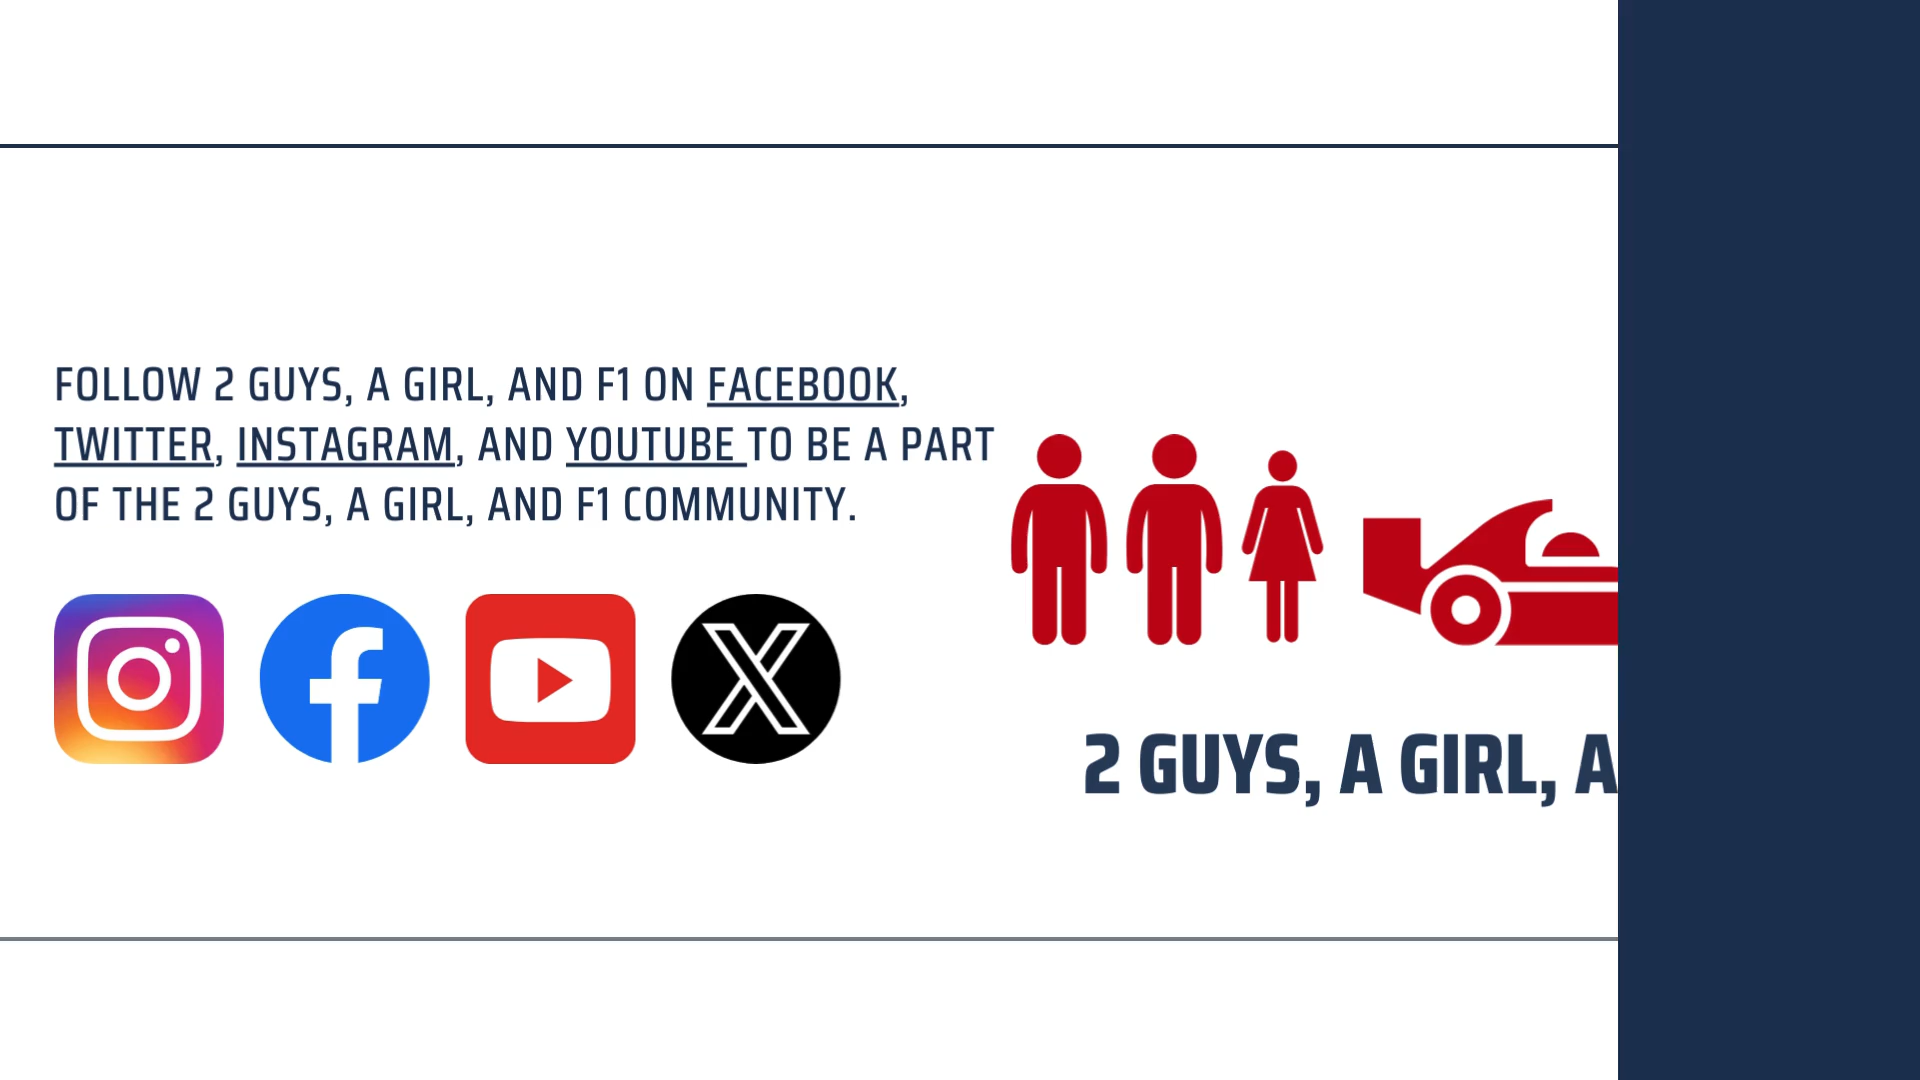 FOLLOW 2 GUYS, A GIRL, AND F1 ON FACEBOOK,
TWITTER, INSTAGRAM, AND YOUTUBE TO BE A PART
OF THE 2 GUYS, A GIRL, AND F1 COMMUNITY.
2 GUYS, A GIRL, A